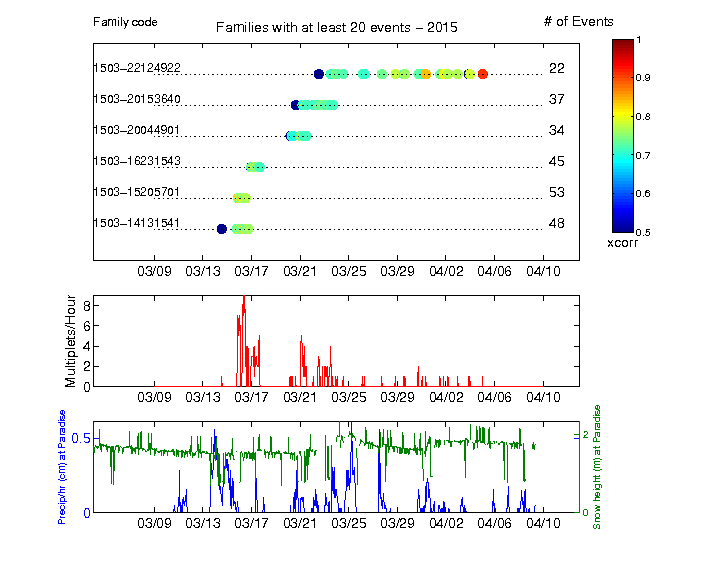 Family code
Families with at least 20 events – 2015
# of Events
1503–22124922 22
1503–20153640 37
1503–20044901 34
1503–16231543 45
1503–15205701 53
1503–14131541 48
1
0.9
0.8
0.7
0.6
0.5
xcorr
03/09 03/13 03/17 03/21 03/25 03/29 04/02 04/06 04/10
Multiplets/Hour
8
6
4
2
0
03/09 03/13 03/17 03/21 03/25 03/29 04/02 04/06 04/10
Precip/hr (cm) at Paradise
0.5
0
2
0
Snow height (m) at Paradise
03/09 03/13 03/17 03/21 03/25 03/29 04/02 04/06 04/10